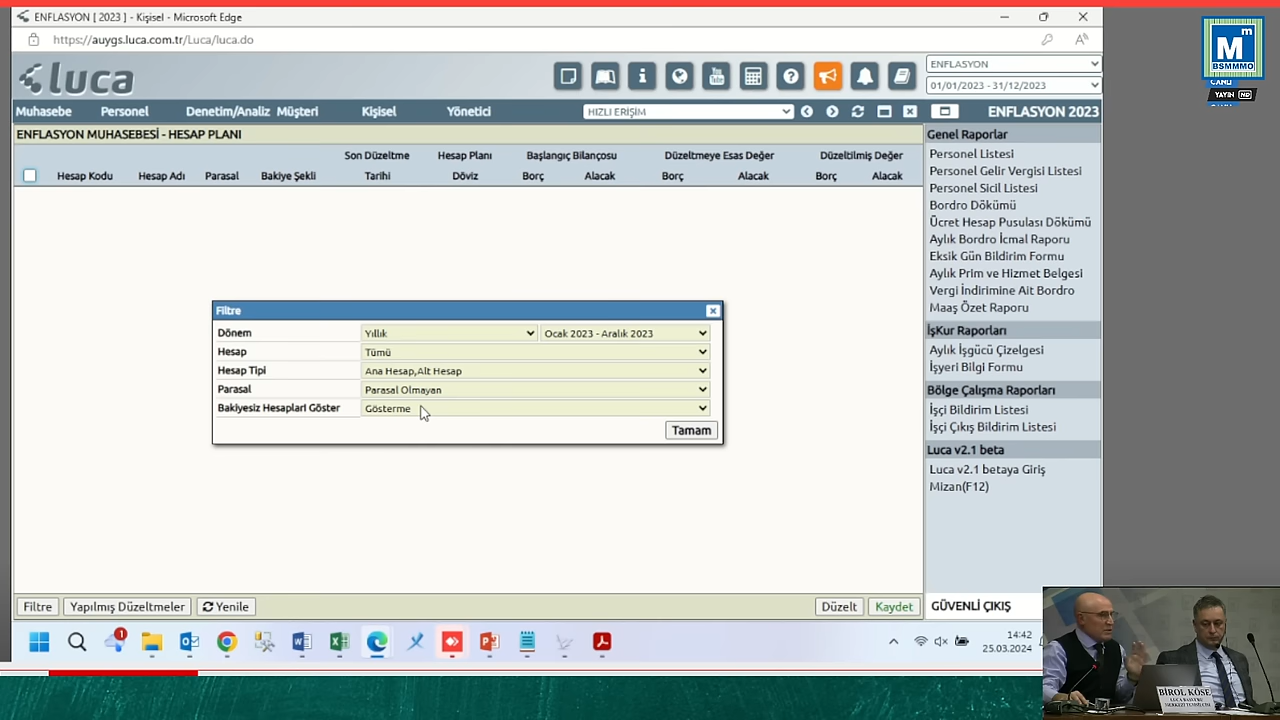 ENFLASYON [ 2023 ] - Kişisel - Microsoft Edge
https://auygs.luca.com.tr/Luca/luca.do
luca
ENFLASYON
01/01/2023 - 31/12/2023
Muhasebe Personel Denetim/Analiz Müşteri Kişisel Yönetici
HIZLI ERİŞİM
ENFLASYON 2023
ENFLASYON MUHASEBESİ - HESAP PLANI
Son Düzeltme Hesap Planı Başlangıç Bilançosu Düzeltmeye Esas Değer Düzeltilmiş Değer
Hesap Kodu Hesap Adı Parasal Bakiye Şekli Tarihi Döviz Borç Alacak Borç Alacak Borç Alacak
Filtre
Dönem Yıllık Ocak 2023 - Aralık 2023
Hesap Tümü
Hesap Tipi Ana Hesap,Alt Hesap
Parasal Parasal Olmayan
Bakiyesiz Hesapları Göster Gösterme
Tamam
Filtre Yapılmış Düzeltmeler Yenile Düzelt Kaydet
Genel Raporlar
Personel Listesi
Personel Gelir Vergisi Listesi
Personel Sicil Listesi
Bordro Dökümü
Ücret Hesap Pusulası Dökümü
Aylık Bordro İcmal Raporu
Eksik Gün Bildirim Formu
Aylık Prim ve Hizmet Belgesi
Vergi İndirimine Ait Bordro
Maaş Özet Raporu
İşKur Raporları
Aylık İşgücü Çizelgesi
İşyeri Bilgi Formu
Bölge Çalışma Raporları
İşçi Bildirim Listesi
İşçi Çıkış Bildirim Listesi
Luca v2.1 beta
Luca v2.1 betaya Giriş
Mizan(F12)
GÜVENLİ ÇIKIŞ
1
14:42
25.03.2024
M m
BSMMMO
CANLI
YAYIN HD
BİROL KÖSE